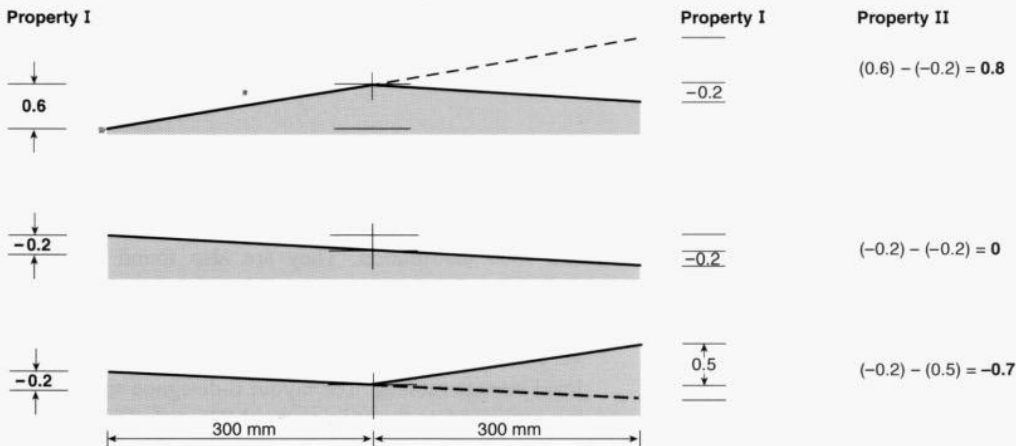 Property I Property I Property II
0.6 −0.2 (0.6) − (−0.2) = 0.8
−0.2 −0.2 (−0.2) − (−0.2) = 0
−0.2 0.5 (−0.2) − (0.5) = −0.7
300 mm 300 mm